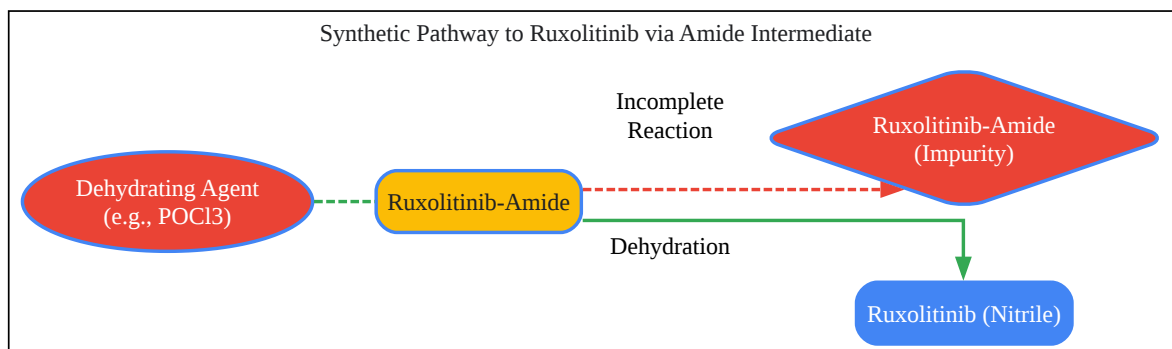 Synthetic Pathway to Ruxolitinib via Amide Intermediate
Incomplete
Reaction
Ruxolitinib-Amide
(Impurity)
Dehydrating Agent
(e.g., POCl3)
Ruxolitinib-Amide
Dehydration
Ruxolitinib (Nitrile)